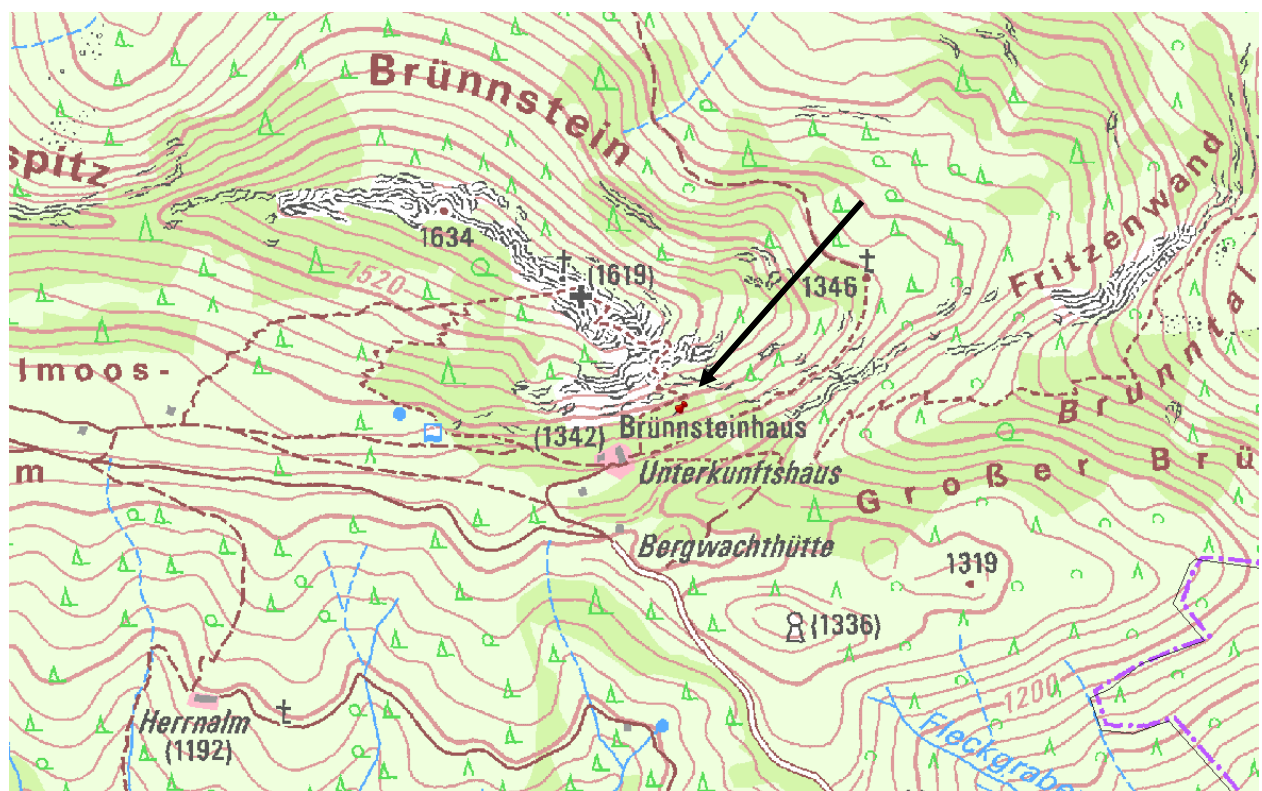 Brünnstein
spitz
1634
(1619)
1520
1346
Fritzenwand
lmoos-
Brünntal
(1342)
Brünnsteinhaus
m
Unterkunftshaus
Großer Brü
Bergwachthütte
1319
(1336)
1200
Herrnalm
(1192)
Fleckgrabe